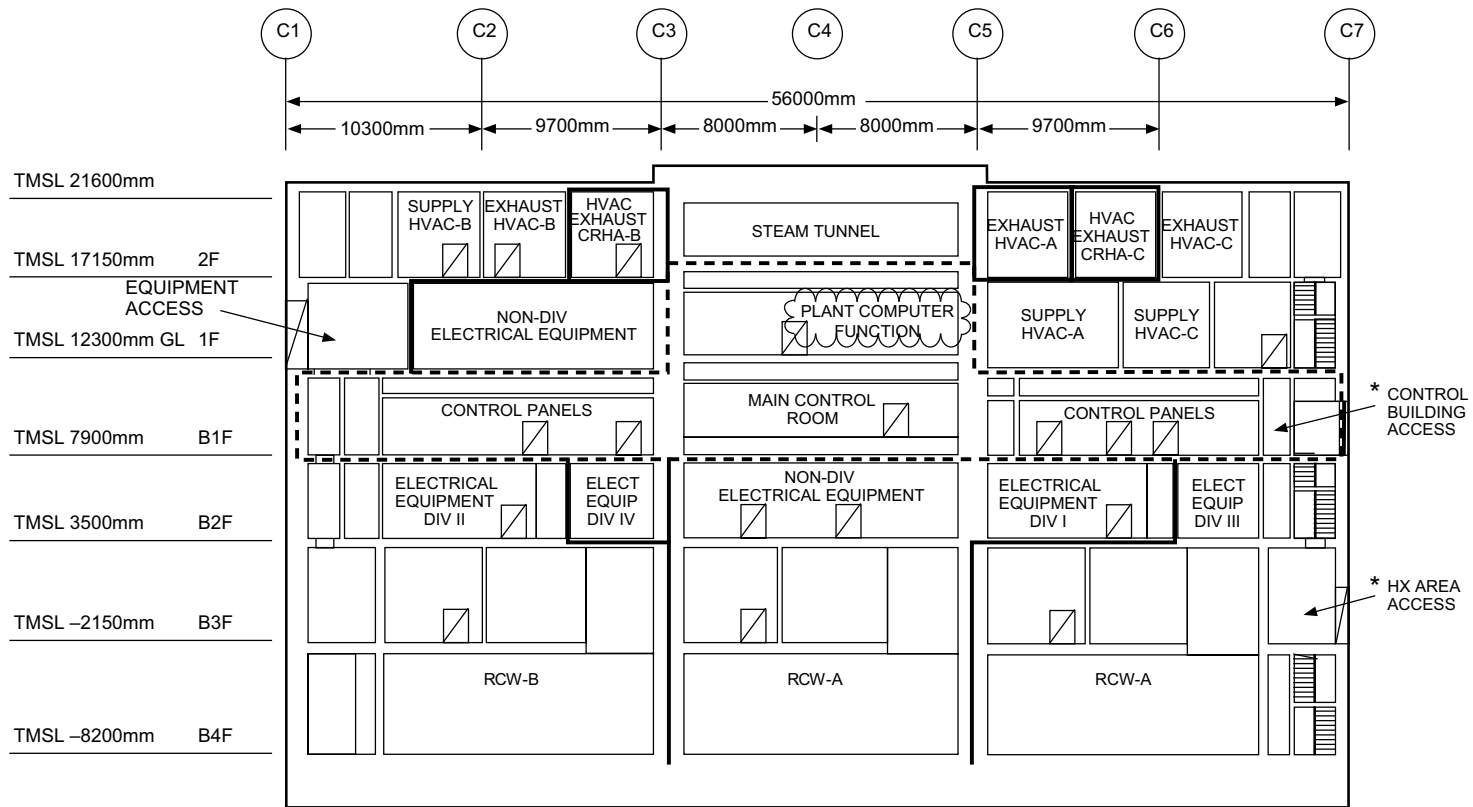 C1
C2
C3
C4
C5
C6
C7
56000mm
10300mm
9700mm
8000mm
8000mm
9700mm
TMSL 21600mm
TMSL 17150mm 2F
TMSL 12300mm GL 1F
TMSL 7900mm B1F
TMSL 3500mm B2F
TMSL –2150mm B3F
TMSL –8200mm B4F
EQUIPMENT
ACCESS
SUPPLY
HVAC-B
EXHAUST
HVAC-B
HVAC
EXHAUST
CRHA-B
STEAM TUNNEL
EXHAUST
HVAC-A
HVAC
EXHAUST
CRHA-C
EXHAUST
HVAC-C
NON-DIV
ELECTRICAL EQUIPMENT
PLANT COMPUTER
FUNCTION
SUPPLY
HVAC-A
SUPPLY
HVAC-C
CONTROL PANELS
MAIN CONTROL
ROOM
CONTROL PANELS
* CONTROL
BUILDING
ACCESS
ELECTRICAL
EQUIPMENT
DIV II
ELECT
EQUIP
DIV IV
NON-DIV
ELECTRICAL EQUIPMENT
ELECTRICAL
EQUIPMENT
DIV I
ELECT
EQUIP
DIV III
* HX AREA
ACCESS
RCW-B
RCW-A
RCW-A